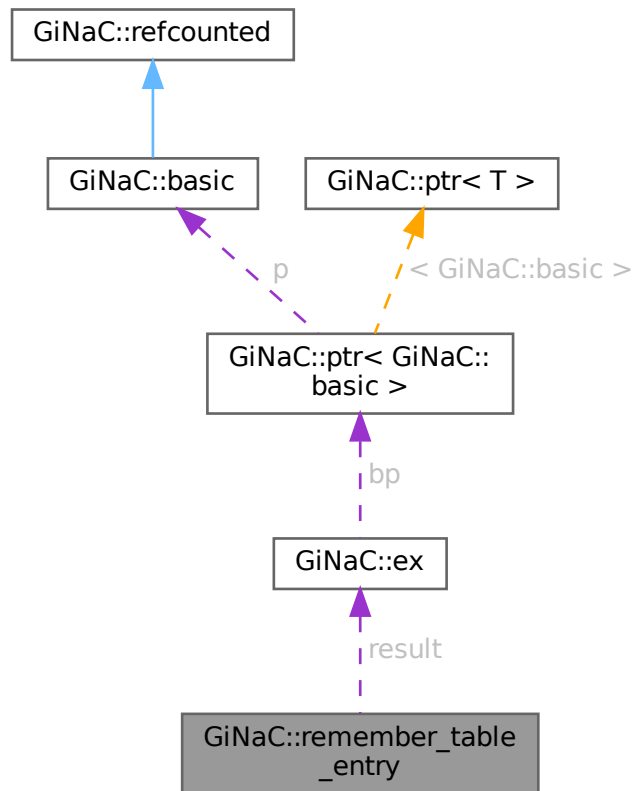 GiNaC::refcounted
GiNaC::basic
GiNaC::ptr< T >
p
< GiNaC::basic >
GiNaC::ptr< GiNaC::
basic >
bp
GiNaC::ex
result
GiNaC::remember_table
_entry